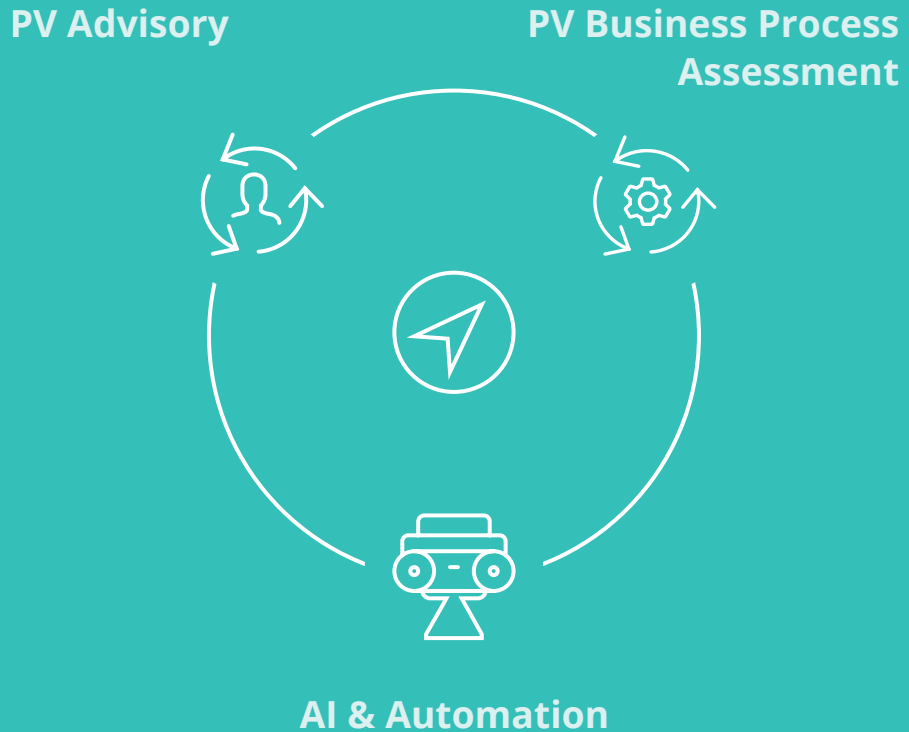 PV Advisory
PV Business Process
Assessment
AI & Automation